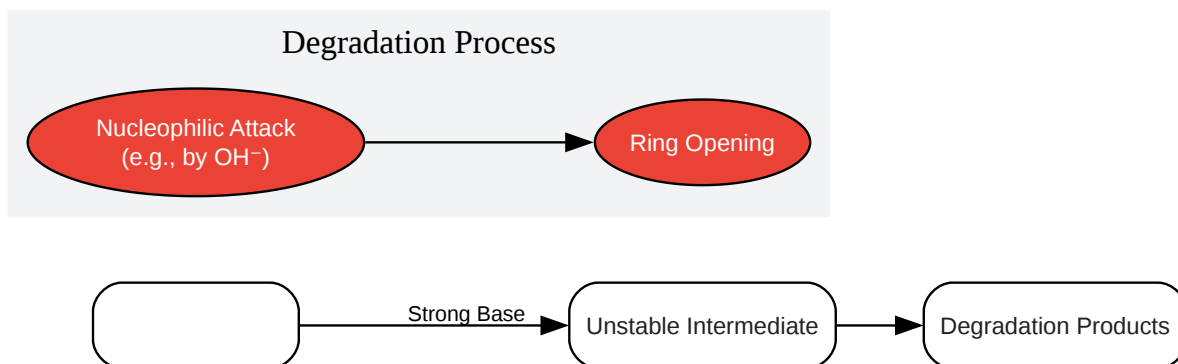 Degradation Process
Nucleophilic Attack
(e.g., by OH⁻)
Ring Opening
Strong Base
Unstable Intermediate
Degradation Products